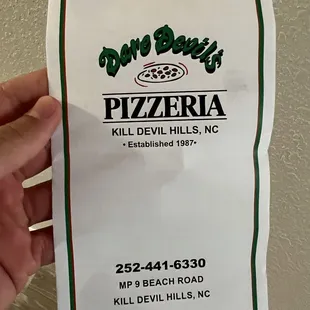 Dare Devil's
PIZZERIA
KILL DEVIL HILLS, NC
• Established 1987•
252-441-6330
MP 9 BEACH ROAD
KILL DEVIL HILLS, NC